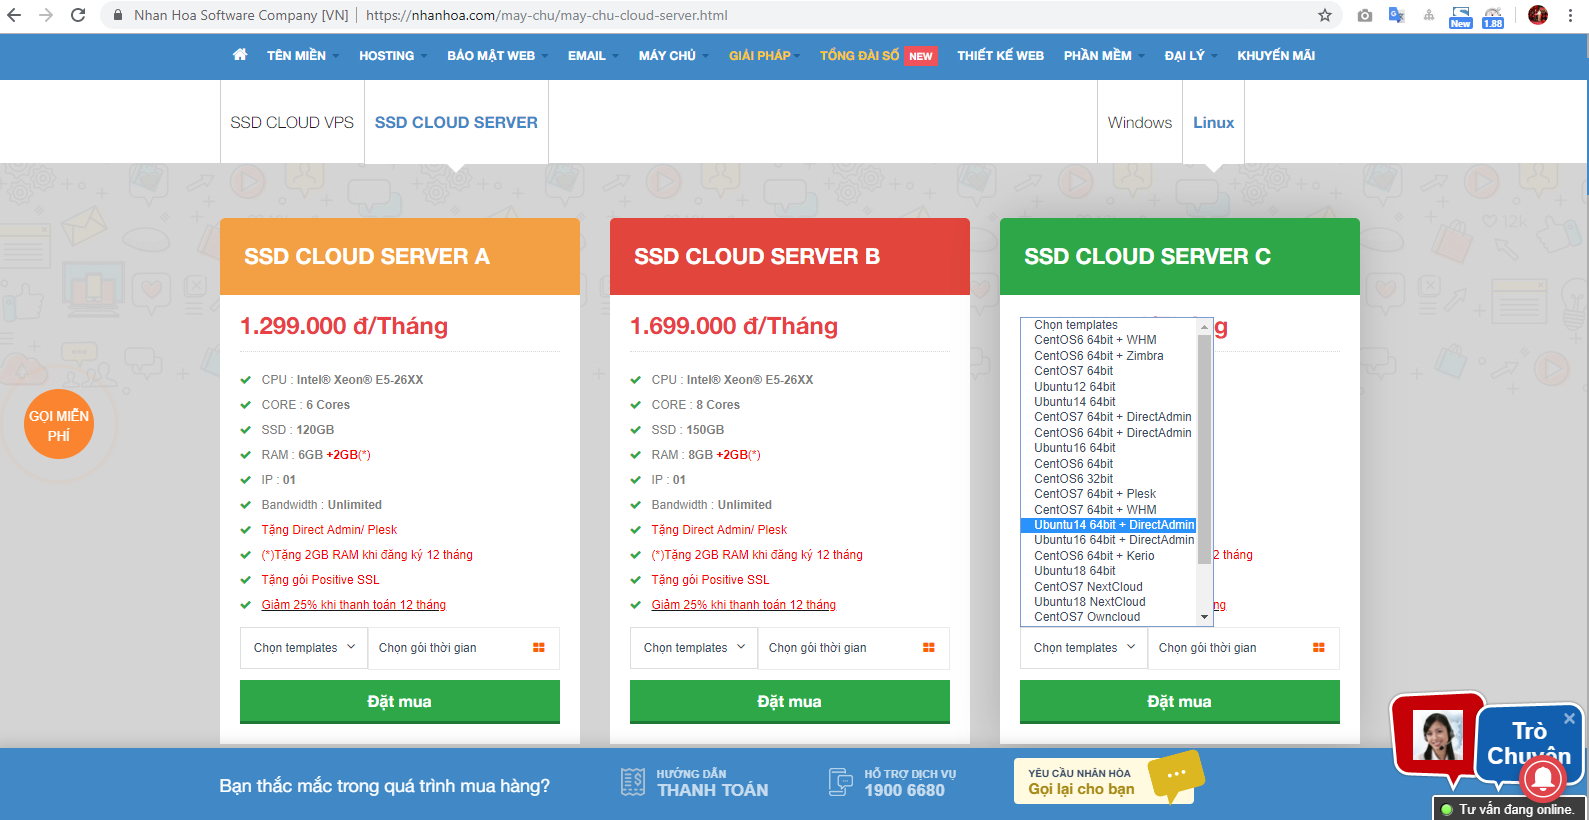 Nhan Hoa Software Company [VN] | https://nhanhoa.com/may-chu/may-chu-cloud-server.html
New
1.88
TÊN MIỀN HOSTING BẢO MẬT WEB EMAIL MÁY CHỦ GIẢI PHÁP TỔNG ĐÀI SỐ NEW THIẾT KẾ WEB PHẦN MỀM ĐẠI LÝ KHUYẾN MÃI
SSD CLOUD VPS SSD CLOUD SERVER Windows Linux
12k
SSD CLOUD SERVER A
1.299.000 đ/Tháng
CPU : Intel® Xeon® E5-26XX
CORE : 6 Cores
SSD : 120GB
RAM : 6GB +2GB(*)
IP : 01
Bandwidth : Unlimited
Tặng Direct Admin/ Plesk
(*)Tặng 2GB RAM khi đăng ký 12 tháng
Tặng gói Positive SSL
Giảm 25% khi thanh toán 12 tháng
Chọn templates Chọn gói thời gian
Đặt mua
SSD CLOUD SERVER B
1.699.000 đ/Tháng
CPU : Intel® Xeon® E5-26XX
CORE : 8 Cores
SSD : 150GB
RAM : 8GB +2GB(*)
IP : 01
Bandwidth : Unlimited
Tặng Direct Admin/ Plesk
(*)Tặng 2GB RAM khi đăng ký 12 tháng
Tặng gói Positive SSL
Giảm 25% khi thanh toán 12 tháng
Chọn templates Chọn gói thời gian
Đặt mua
SSD CLOUD SERVER C
Chọn templates
CentOS6 64bit + WHM
CentOS6 64bit + Zimbra
CentOS7 64bit
Ubuntu12 64bit
Ubuntu14 64bit
CentOS7 64bit + DirectAdmin
CentOS6 64bit + DirectAdmin
Ubuntu16 64bit
CentOS6 64bit
CentOS6 32bit
CentOS7 64bit + Plesk
CentOS7 64bit + WHM
Ubuntu14 64bit + DirectAdmin
Ubuntu16 64bit + DirectAdmin
CentOS6 64bit + Kerio
2 tháng
Ubuntu18 64bit
CentOS7 NextCloud
Ubuntu18 NextCloud
CentOS7 Owncloud
Chọn templates Chọn gói thời gian
Đặt mua
GỌI MIỄN
PHÍ
Bạn thắc mắc trong quá trình mua hàng?
HƯỚNG DẪN
THANH TOÁN
HỖ TRỢ DỊCH VỤ
1900 6680
YÊU CẦU NHÂN HÒA
Gọi lại cho bạn
Trò
Chuyện
Tư vấn đang online.